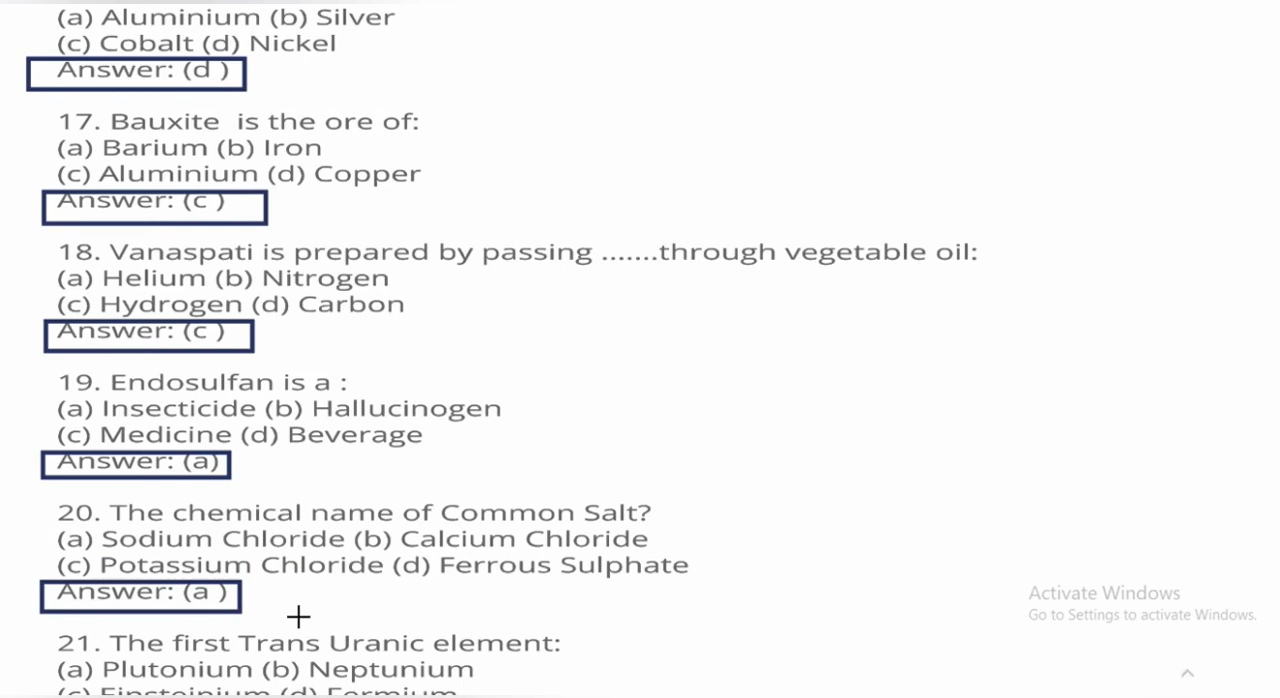 (a) Aluminium (b) Silver
(c) Cobalt (d) Nickel
Answer: (d )
17. Bauxite  is the ore of:
(a) Barium (b) Iron
(c) Aluminium (d) Copper
Answer: (c )
18. Vanaspati is prepared by passing .......through vegetable oil:
(a) Helium (b) Nitrogen
(c) Hydrogen (d) Carbon
Answer: (c )
19. Endosulfan is a :
(a) Insecticide (b) Hallucinogen
(c) Medicine (d) Beverage
Answer: (a)
20. The chemical name of Common Salt?
(a) Sodium Chloride (b) Calcium Chloride
(c) Potassium Chloride (d) Ferrous Sulphate
Answer: (a )
21. The first Trans Uranic element:
(a) Plutonium (b) Neptunium
(c) Einsteinium (d) Fermium
Activate Windows
Go to Settings to activate Windows.